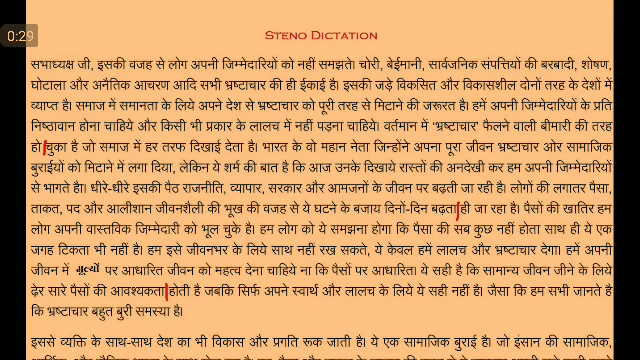 STENO DICTATION
0:29
सभाध्यक्ष जी, इसकी वजह से लोग अपनी जिम्मेदारियों को नहीं समझते। चोरी, बेईमानी, सार्वजनिक संपत्तियों की बरबादी, शोषण,
घोटाला और अनैतिक आचरण आदि सभी भ्रष्टाचार की ही ईकाई है। इसकी जड़े विकसित और विकासशील दोनों तरह के देशों में
व्याप्त है। समाज में समानता के लिये अपने देश से भ्रष्टाचार को पूरी तरह से मिटाने की जरूरत है। हमें अपनी जिम्मेदारियों के प्रति
निष्ठावान होना चाहिये और किसी भी प्रकार के लालच में नहीं पड़ना चाहिये। वर्तमान में 'भ्रष्टाचार' फैलने वाली बीमारी की तरह
हो चुका है जो समाज में हर तरफ दिखाई देता है। भारत के वो महान नेता जिन्होंने अपना पूरा जीवन भ्रष्टाचार ओर सामाजिक
बुराईयों को मिटाने में लगा दिया, लेकिन ये शर्म की बात है कि आज उनके दिखाये रास्तों की अनदेखी कर हम अपनी जिम्मेदारियों
से भागते है। धीरे-धीरे इसकी पैठ राजनीति, व्यापार, सरकार और आमजनों के जीवन पर बढ़ती जा रही है। लोगों की लगातर पैसा,
ताकत, पद और आलीशान जीवनशैली की भूख की वजह से ये घटने के बजाय दिनों-दिन बढ़ता ही जा रहा है। पैसों की खातिर हम
लोग अपनी वास्तविक जिम्मेदारी को भूल चुके है। हम लोग को ये समझना होगा कि पैसा की सब कुछ नहीं होता साथ ही ये एक
जगह टिकता भी नहीं है। हम इसे जीवनभर के लिये साथ नहीं रख सकते, ये केवल हमें लालच और भ्रष्टाचार देगा। हमें अपनी
जीवन में मूल्यों पर आधारित जीवन को महत्व देना चाहिये ना कि पैसों पर आधारित। ये सही है कि सामान्य जीवन जीने के लिये
ढ़ेर सारे पैसों की आवश्यकता होती है जबकि सिर्फ अपने स्वार्थ और लालच के लिये ये सही नहीं है। जैसा कि हम सभी जानते है
कि भ्रष्टाचार बहुत बुरी समस्या है।
इससे व्यक्ति के साथ-साथ देश का भी विकास और प्रगति रूक जाती है। ये एक सामाजिक बुराई है। जो इंसान की सामाजिक,